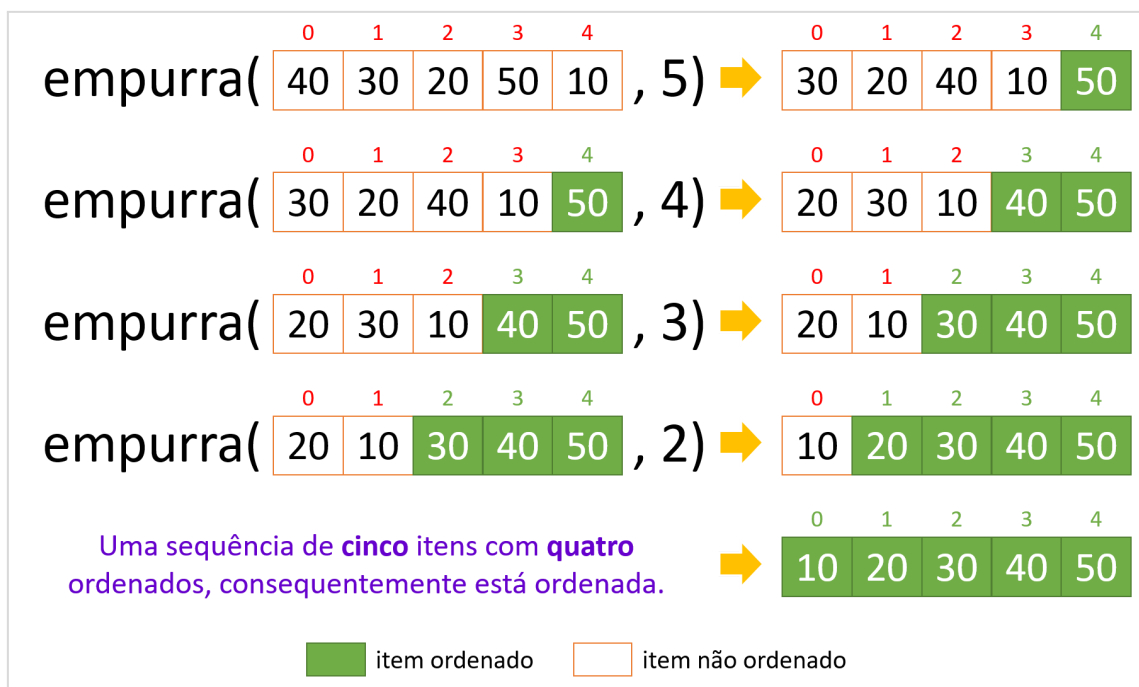 0 1 2 3 4 0 1 2 3 4
empurra( 40 30 20 50 10 , 5) 30 20 40 10 50
0 1 2 3 4 0 1 2 3 4
empurra( 30 20 40 10 50 , 4) 20 30 10 40 50
0 1 2 3 4 0 1 2 3 4
empurra( 20 30 10 40 50 , 3) 20 10 30 40 50
0 1 2 3 4 0 1 2 3 4
empurra( 20 10 30 40 50 , 2) 10 20 30 40 50
0 1 2 3 4
Uma sequência de cinco itens com quatro
ordenados, consequentemente está ordenada.
10 20 30 40 50
item ordenado item não ordenado